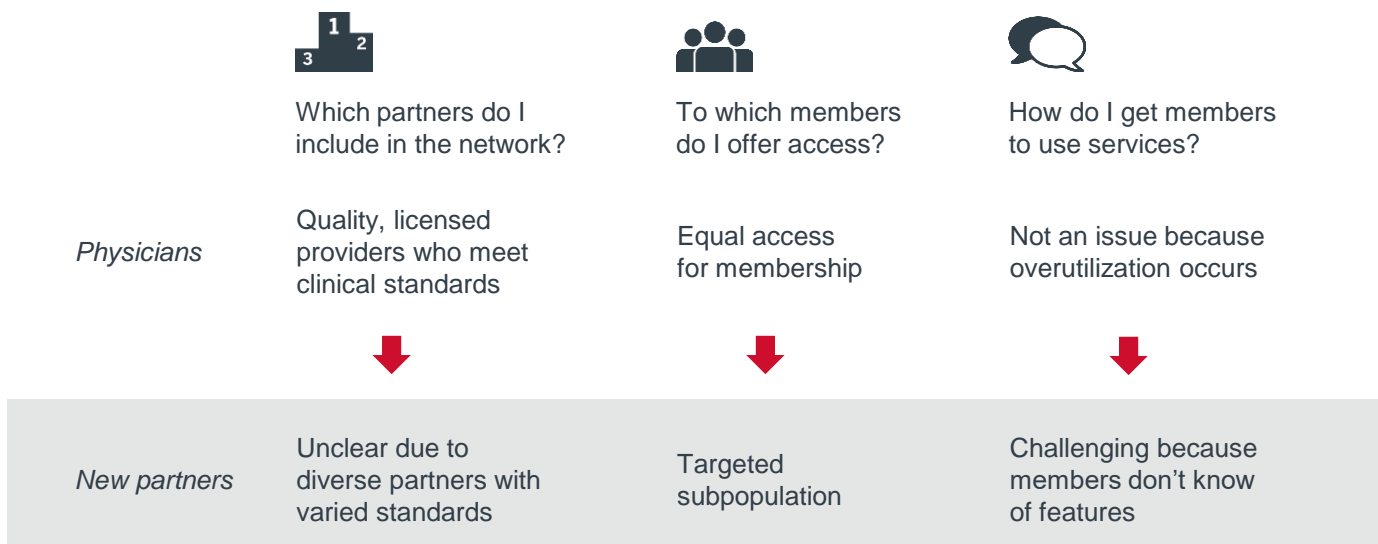 1
2
3
Which partners do I
include in the network?
To which members
do I offer access?
How do I get members
to use services?
Physicians
Quality, licensed
providers who meet
clinical standards
Equal access
for membership
Not an issue because
overutilization occurs
New partners
Unclear due to
diverse partners with
varied standards
Targeted
subpopulation
Challenging because
members don’t know
of features